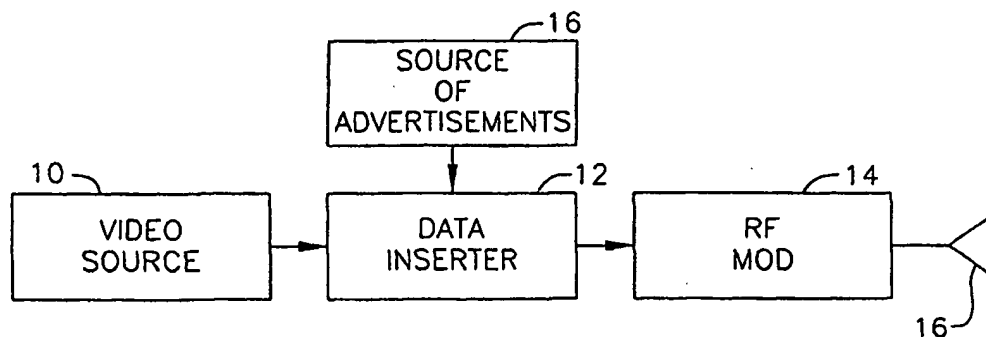 16
SOURCE
OF
ADVERTISEMENTS
10
VIDEO
SOURCE
12
DATA
INSERTER
14
RF
MOD
16